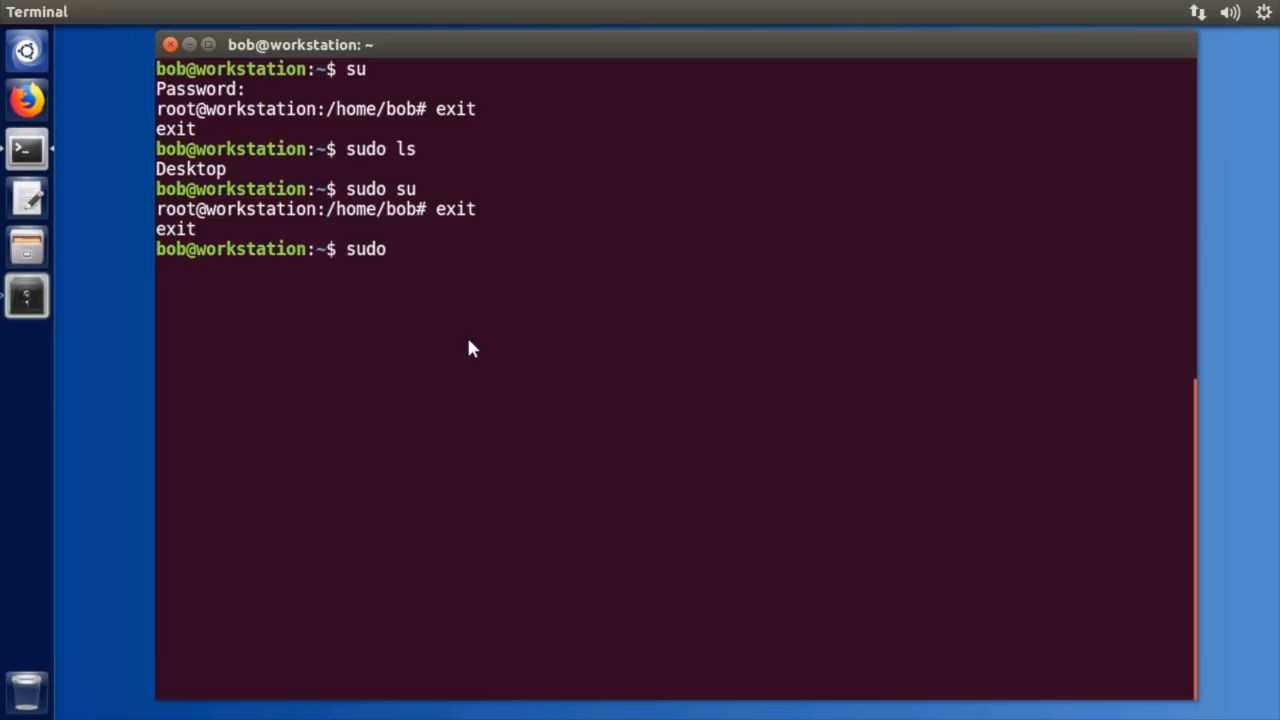 Terminal
bob@workstation: ~
bob@workstation:~$ su
Password:
root@workstation:/home/bob# exit
exit
bob@workstation:~$ sudo ls
Desktop
bob@workstation:~$ sudo su
root@workstation:/home/bob# exit
exit
bob@workstation:~$ sudo